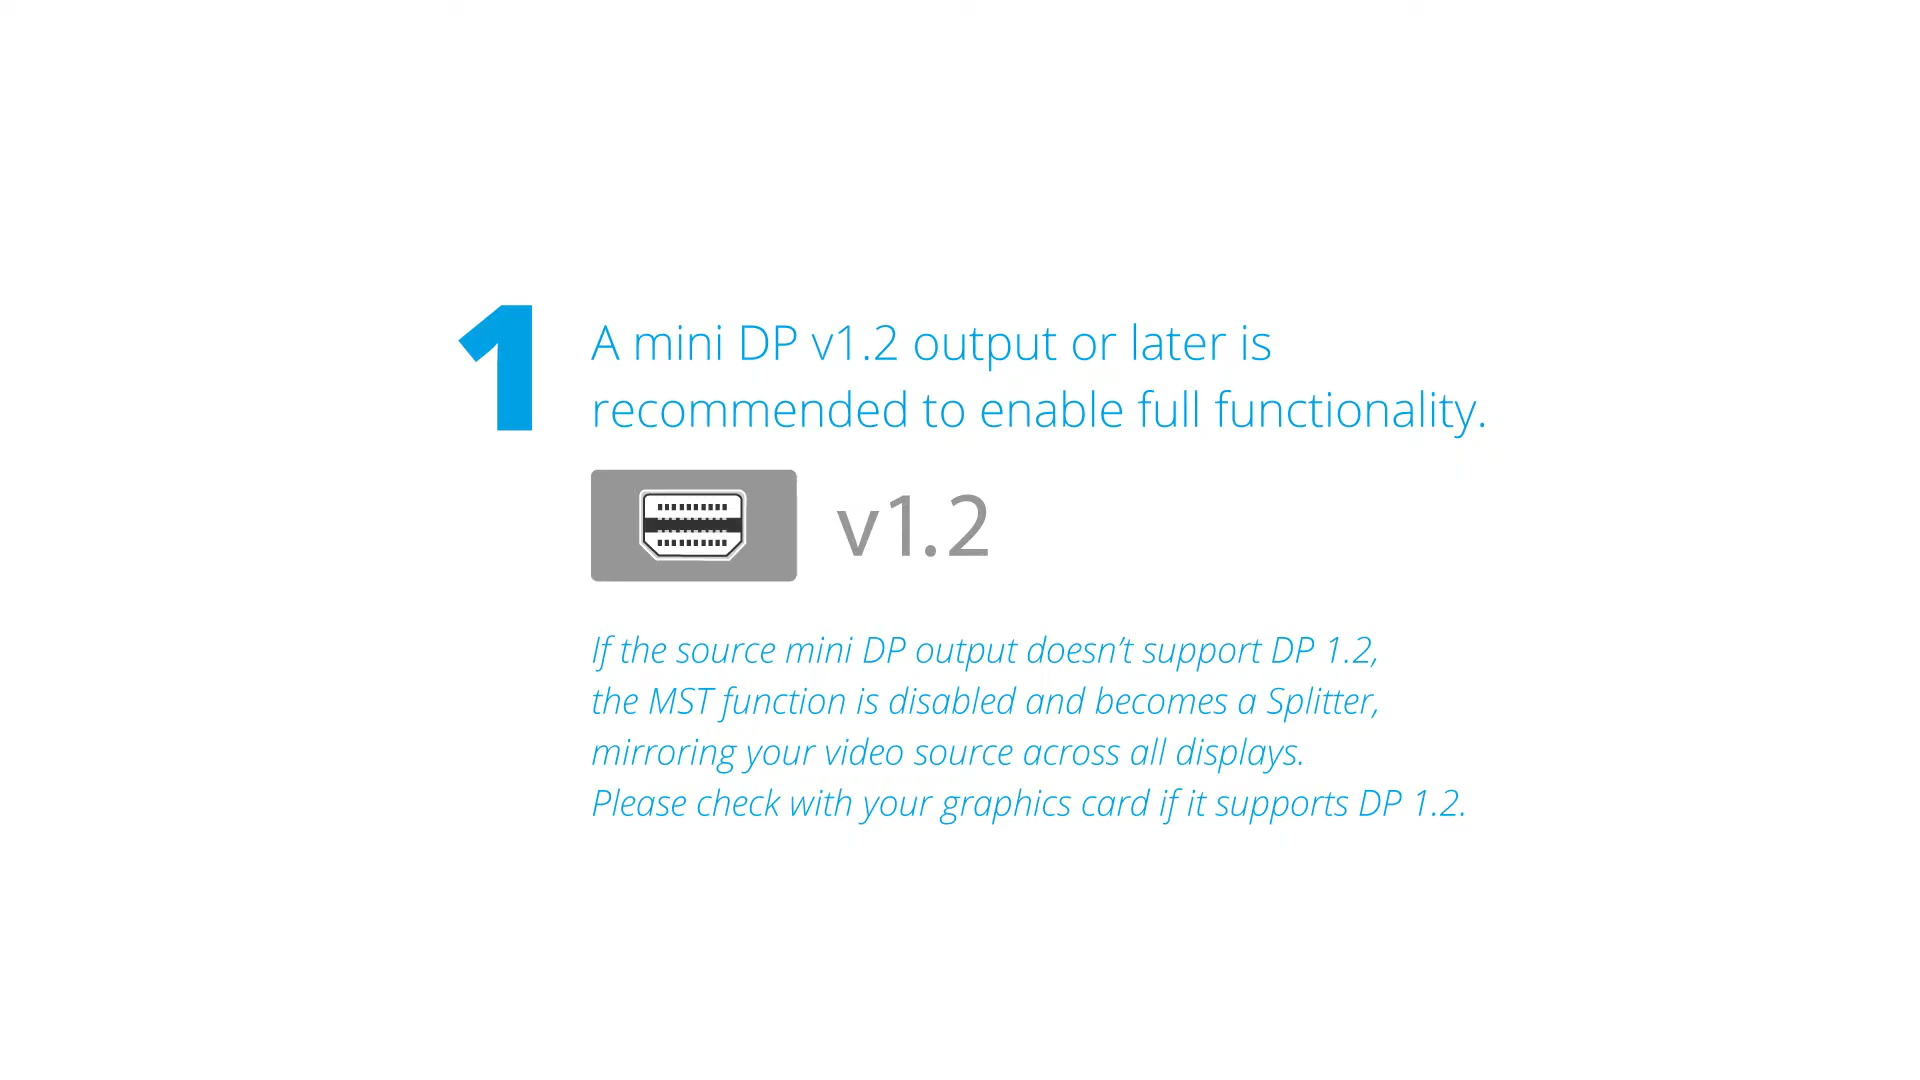 1
A mini DP v1.2 output or later is
recommended to enable full functionality.
v1.2
If the source mini DP output doesn’t support DP 1.2,
the MST function is disabled and becomes a Splitter,
mirroring your video source across all displays.
Please check with your graphics card if it supports DP 1.2.